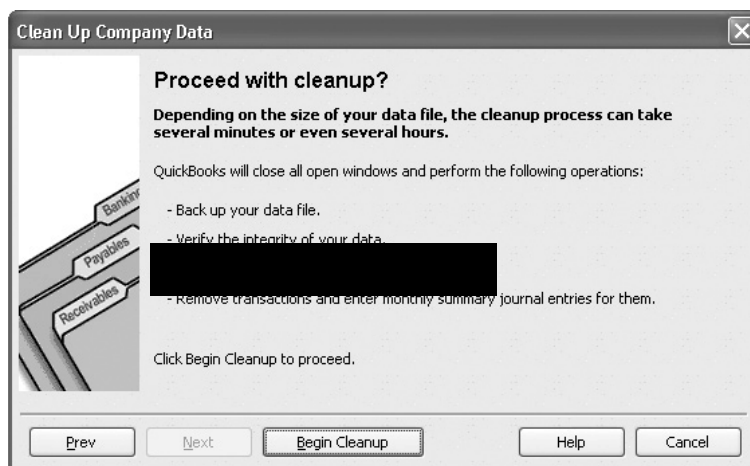 Clean Up Company Data
Proceed with cleanup?
Depending on the size of your data file, the cleanup process can take
several minutes or even several hours.
QuickBooks will close all open windows and perform the following operations:
- Back up your data file.
- Verify the integrity of your data.
- Remove transactions and enter monthly summary journal entries for them.
Click Begin Cleanup to proceed.
Banking
Payables
Receivables
Prev
Next
Begin Cleanup
Help
Cancel